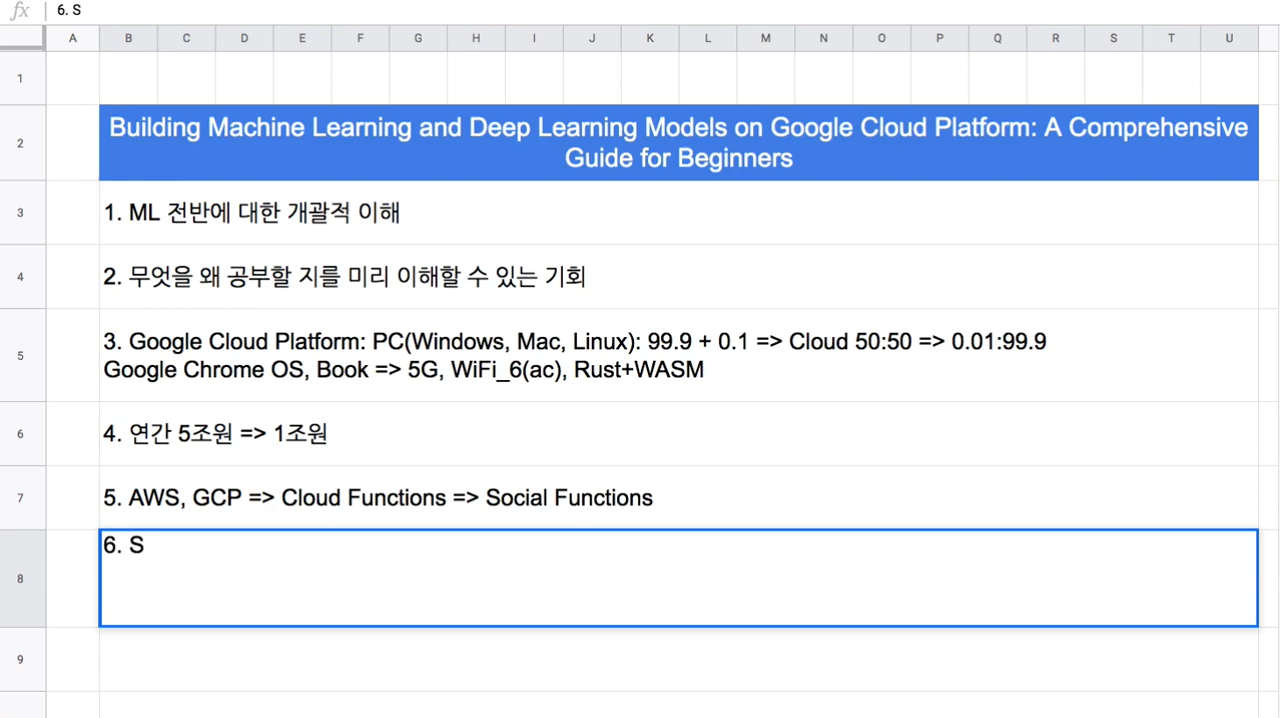 fx 6. S
A B C D E F G H I J K L M N O P Q R S T U
1
2 Building Machine Learning and Deep Learning Models on Google Cloud Platform: A Comprehensive
Guide for Beginners
3 1. ML 전반에 대한 개괄적 이해
4 2. 무엇을 왜 공부할 지를 미리 이해할 수 있는 기회
5 3. Google Cloud Platform: PC(Windows, Mac, Linux): 99.9 + 0.1 => Cloud 50:50 => 0.01:99.9
Google Chrome OS, Book => 5G, WiFi_6(ac), Rust+WASM
6 4. 연간 5조원 => 1조원
7 5. AWS, GCP => Cloud Functions => Social Functions
8 6. S
9